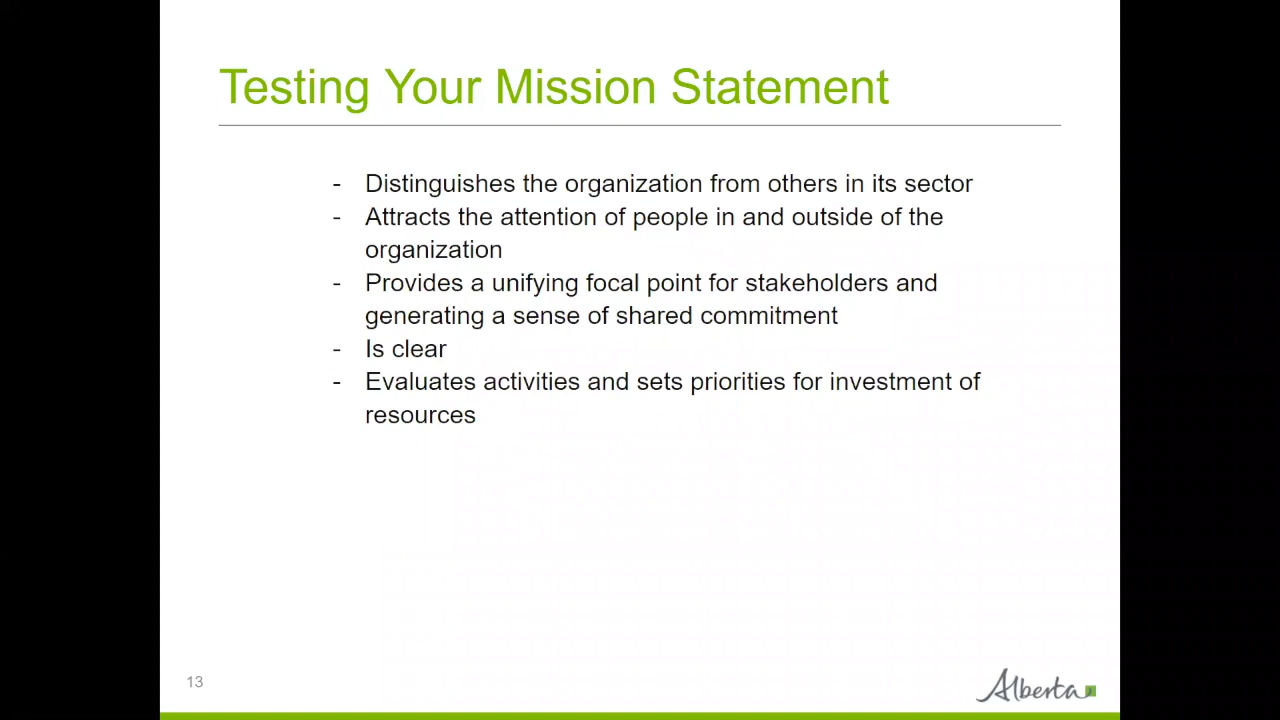 Testing Your Mission Statement
- Distinguishes the organization from others in its sector
- Attracts the attention of people in and outside of the
organization
- Provides a unifying focal point for stakeholders and
generating a sense of shared commitment
- Is clear
- Evaluates activities and sets priorities for investment of
resources
13
Alberta